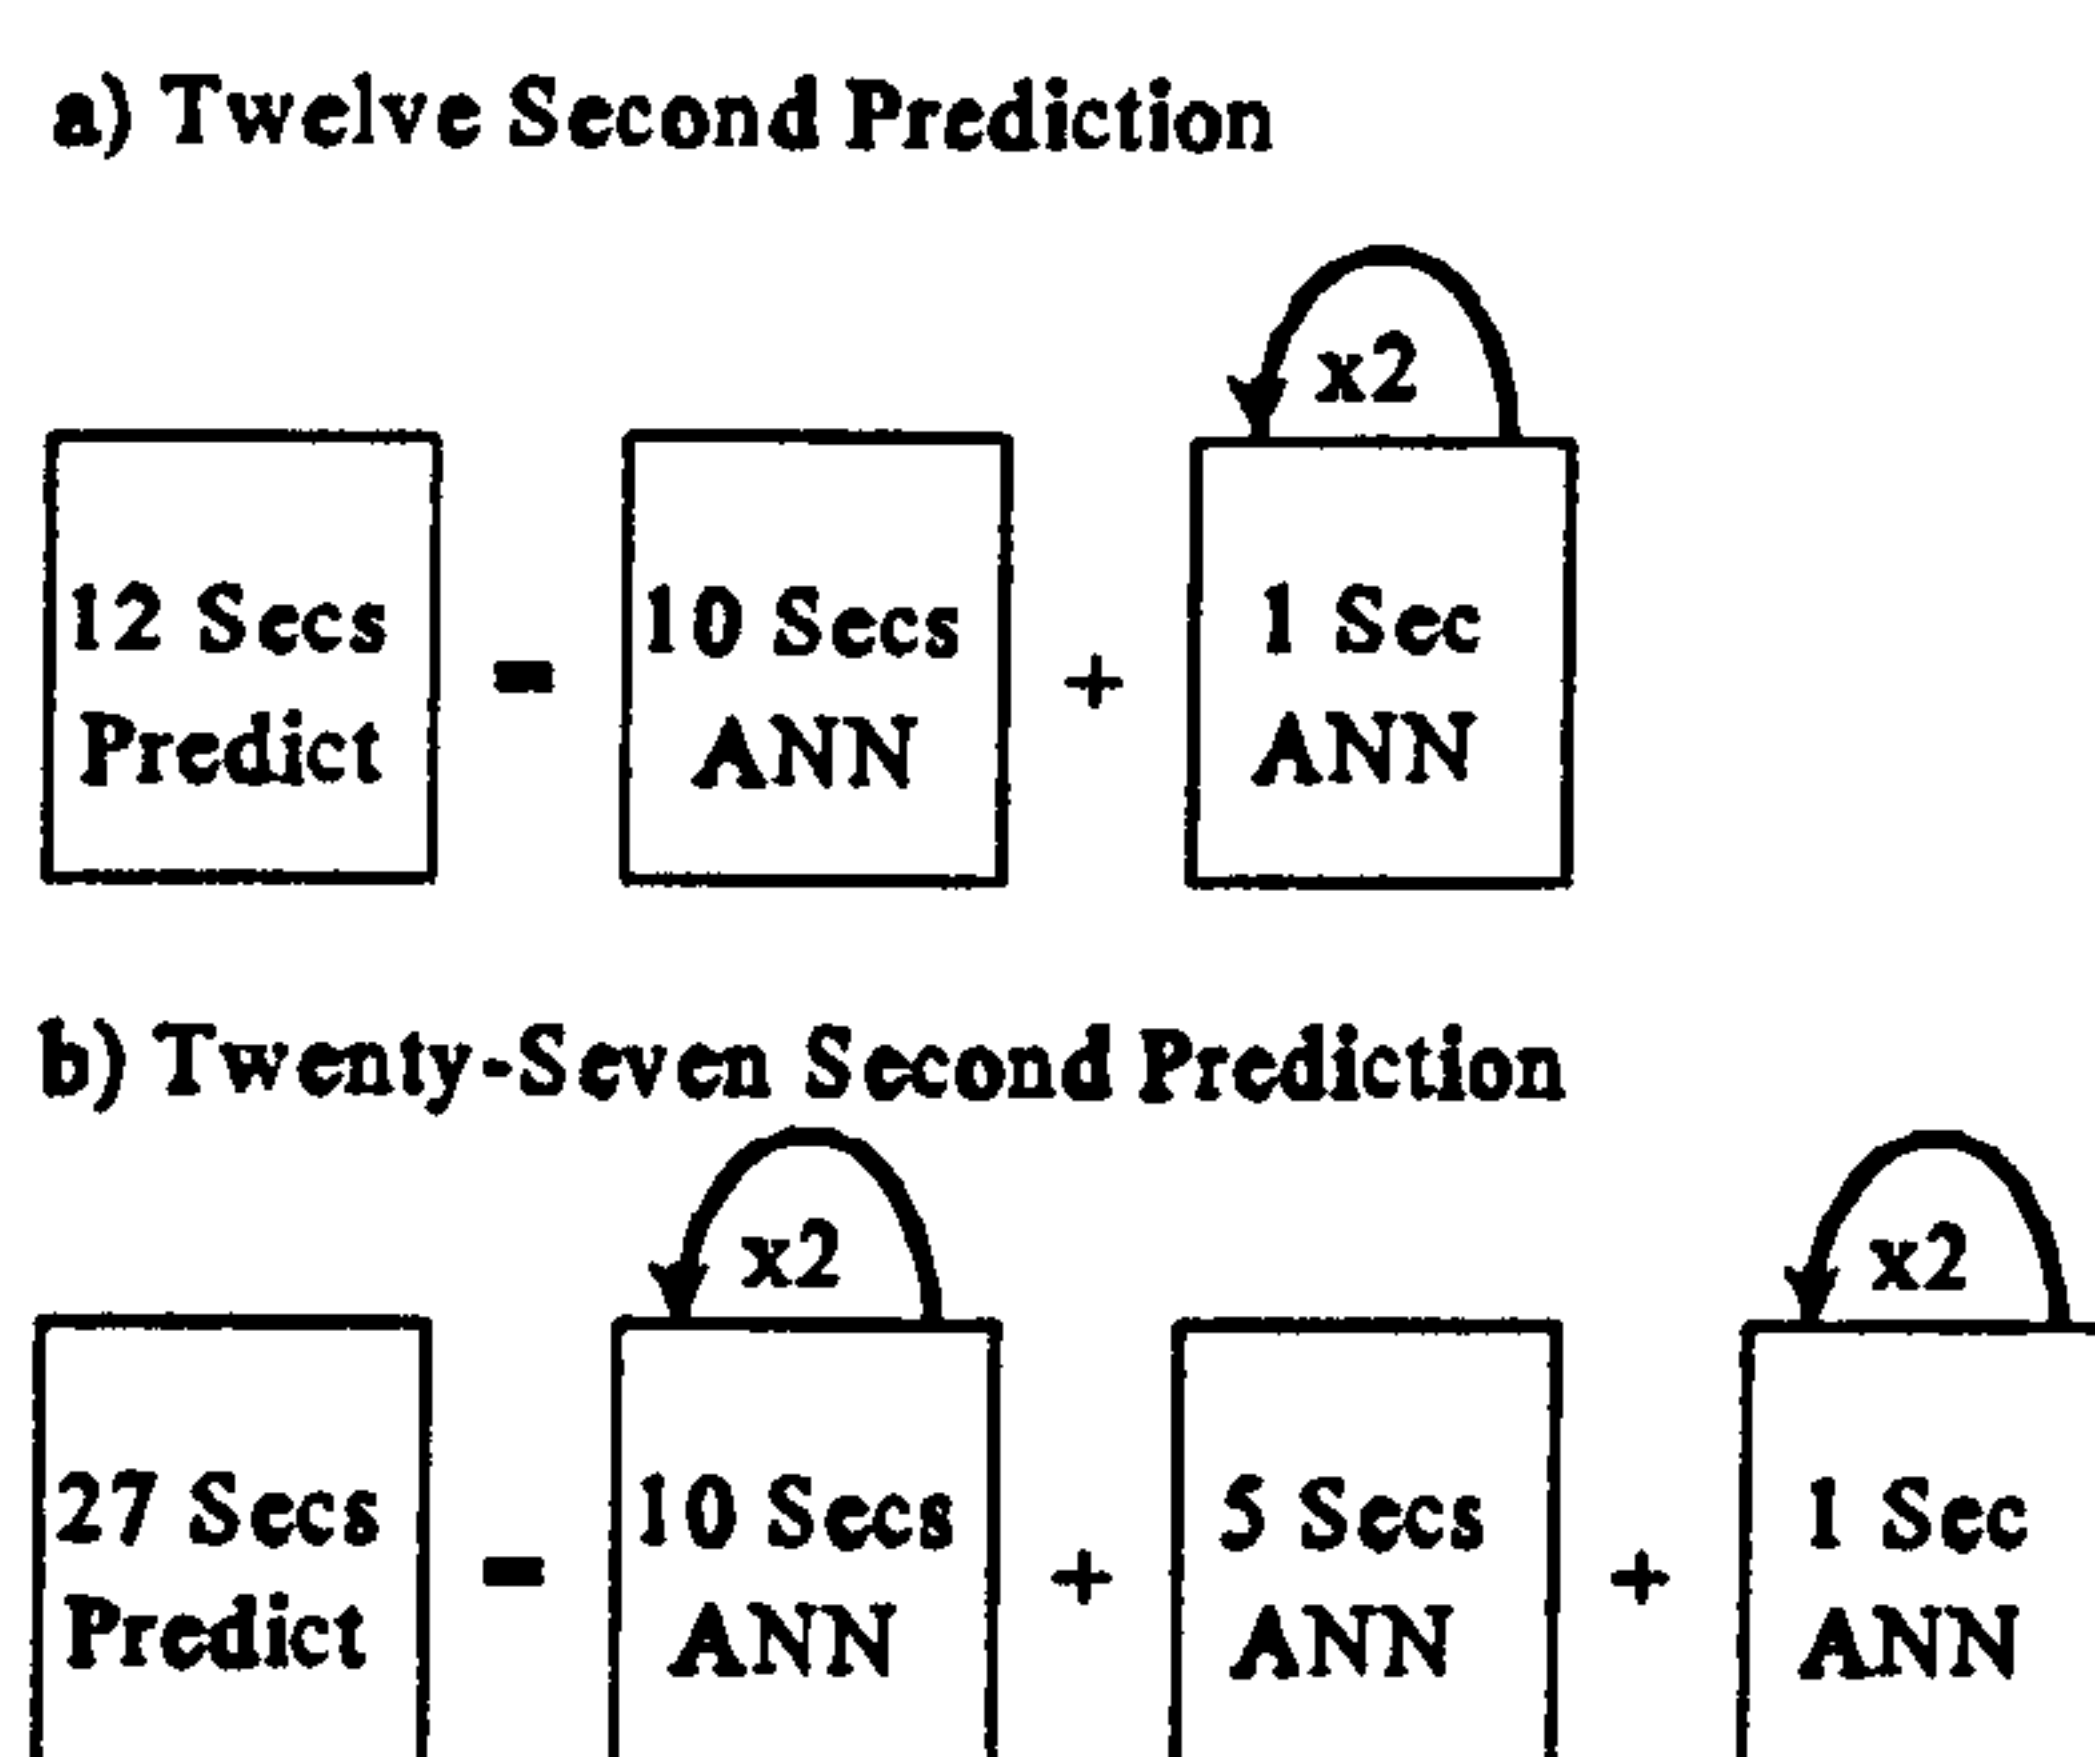 a) Twelve Second Prediction
x2
12 Secs
Predict
-
10 Secs
ANN
+
1 Sec
ANN
b) Twenty-Seven Second Prediction
x2
x2
27 Secs
Predict
-
10 Secs
ANN
+
5 Secs
ANN
+
1 Sec
ANN